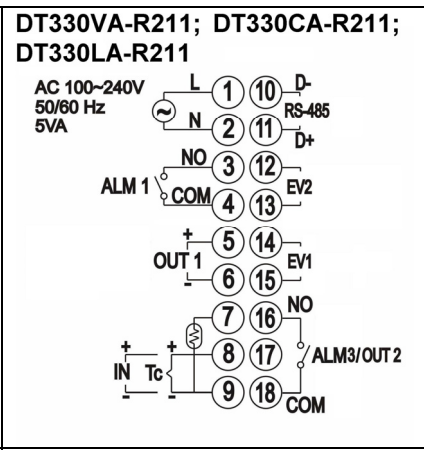 DT330VA-R211; DT330CA-R211;
DT330LA-R211
AC 100~240V
50/60 Hz
5VA
L
N
1
10
D-
RS-485
2
11
D+
NO
ALM 1
COM
3
12
EV2
4
13
+
OUT 1
-
5
14
EV1
6
15
7
16
NO
+
IN
-
+
Tc
-
8
17
ALM3/OUT 2
9
18
COM